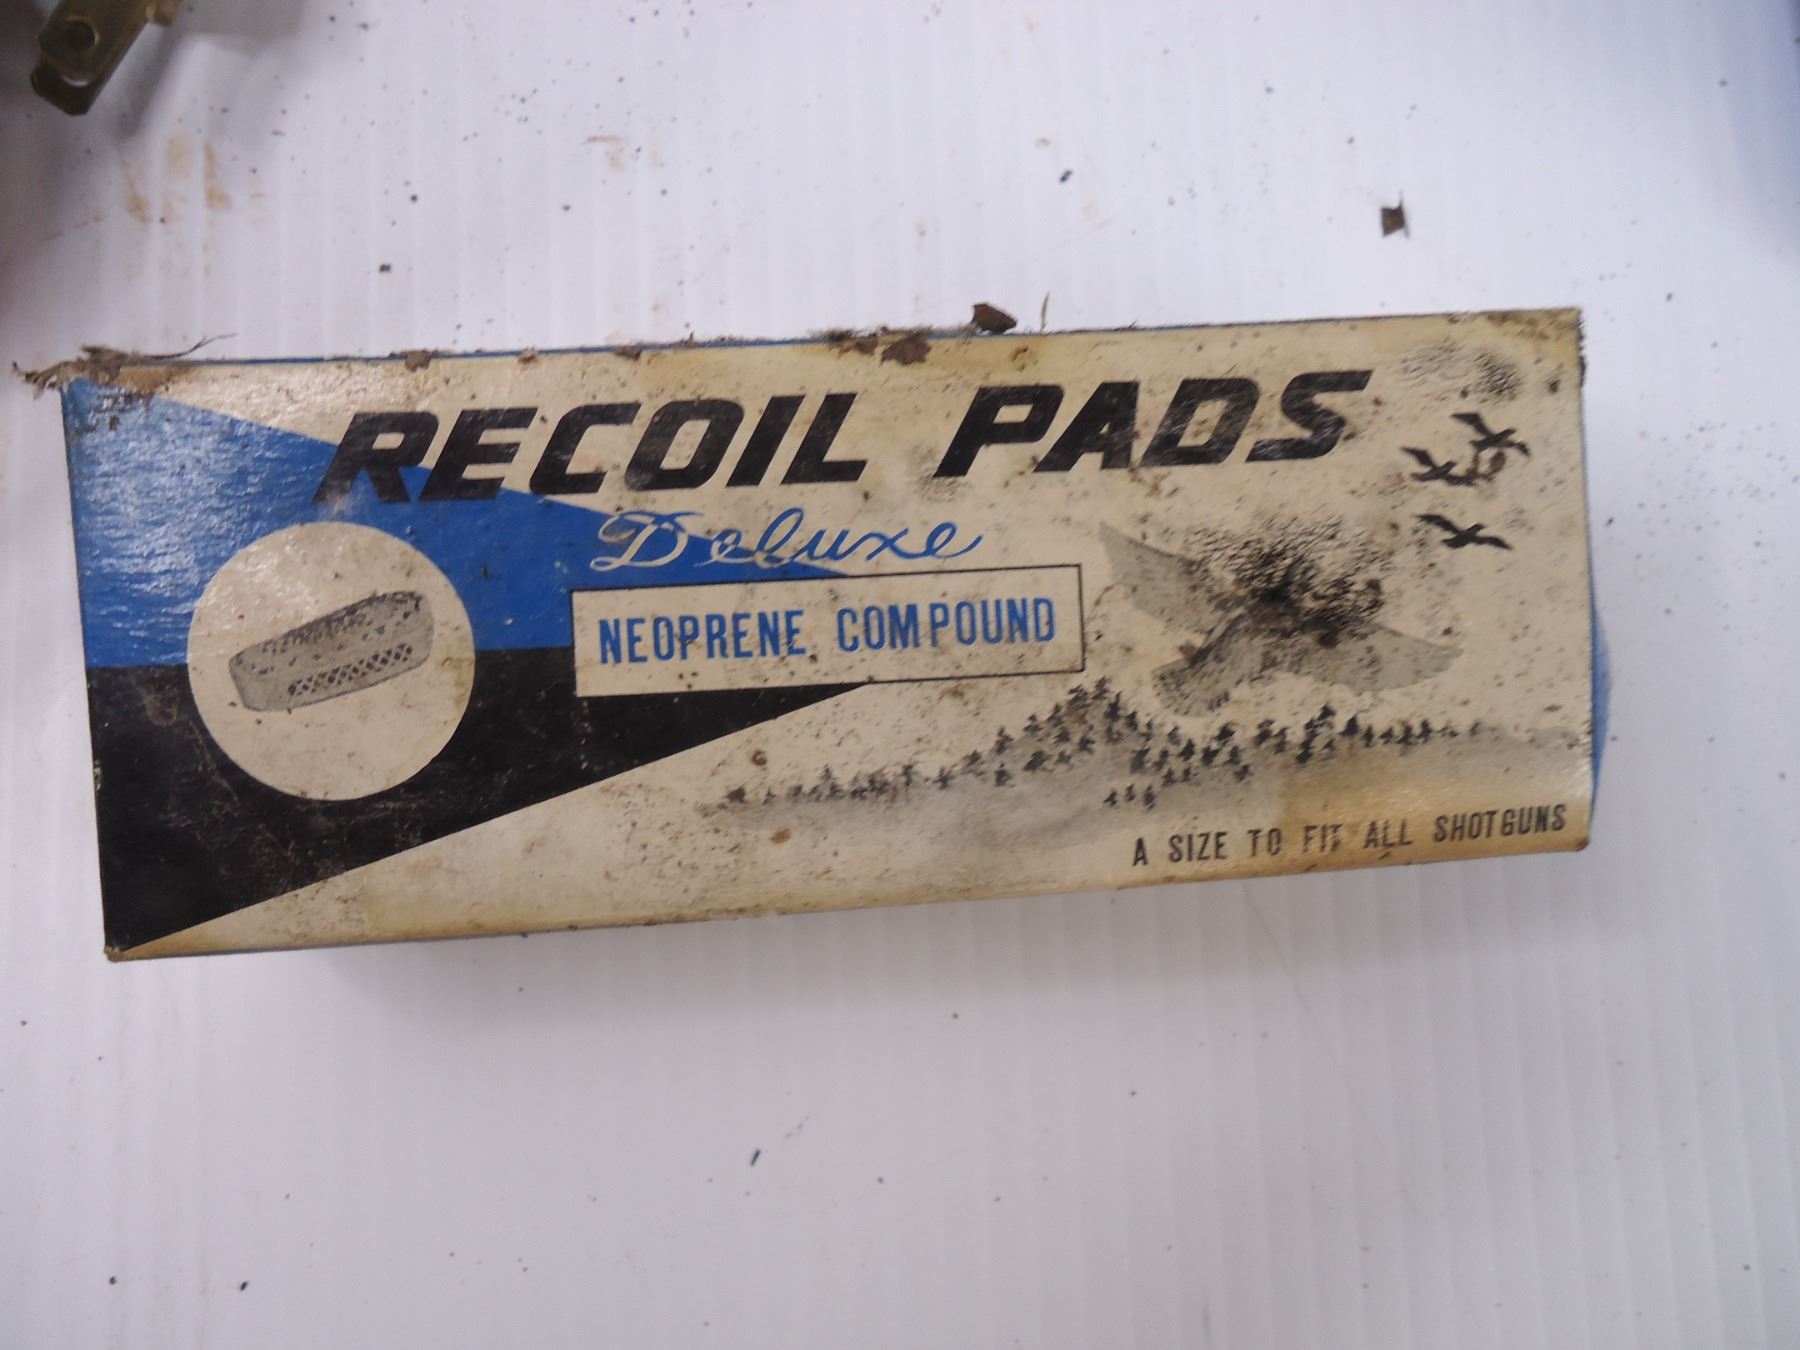 RECOIL PADS
Deluxe
NEOPRENE COMPOUND
A SIZE TO FIT ALL SHOTGUNS